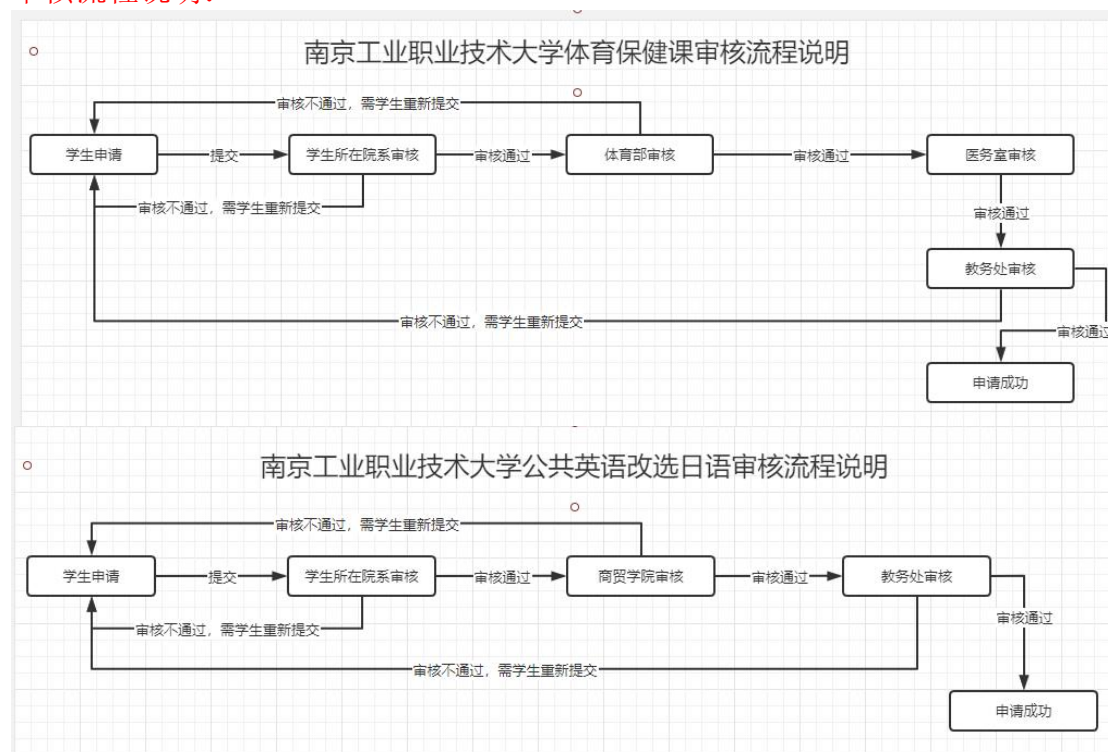 南京工业职业技术大学体育保健课审核流程说明
审核不通过，需学生重新提交
学生申请
提交
学生所在院系审核
审核通过
体育部审核
审核通过
医务室审核
审核不通过，需学生重新提交
审核通过
教务处审核
审核不通过，需学生重新提交
审核通过
申请成功
南京工业职业技术大学公共英语改选日语审核流程说明
审核不通过，需学生重新提交
学生申请
提交
学生所在院系审核
审核通过
商贸学院审核
审核通过
教务处审核
审核通过
审核不通过，需学生重新提交
审核不通过，需学生重新提交
申请成功